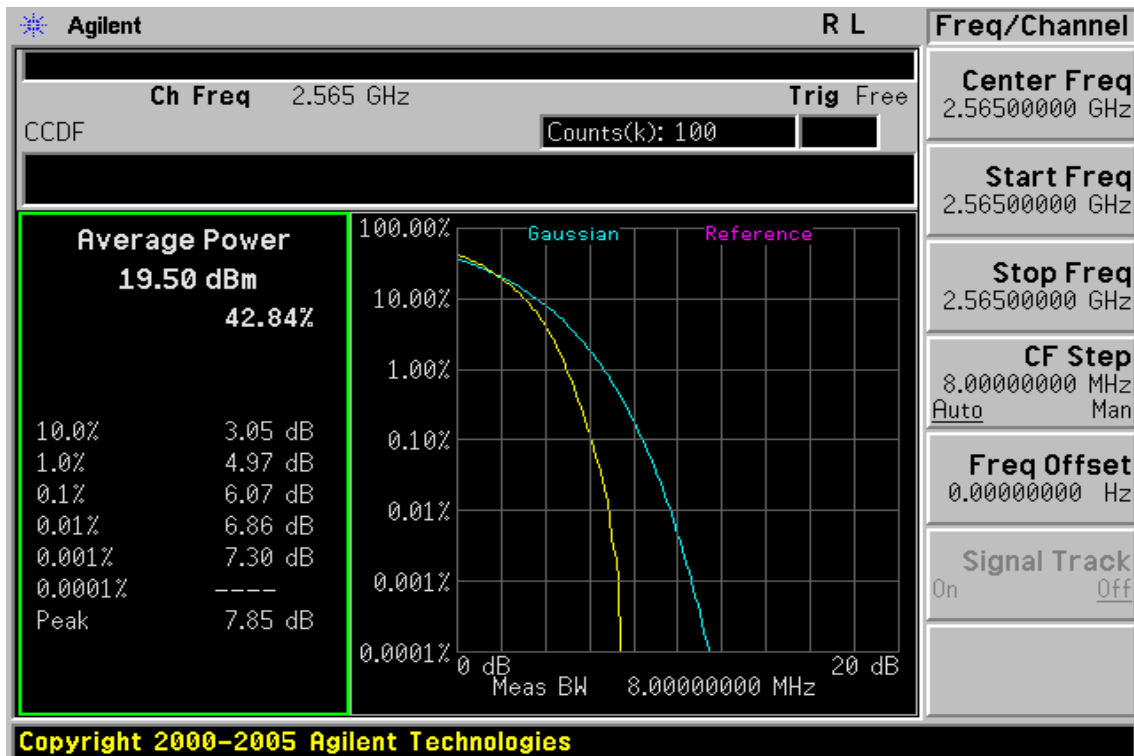 Agilent R L
Ch Freq 2.565 GHz Trig Free
CCDF Counts(k): 100
Average Power
19.50 dBm
42.84%
10.0% 3.05 dB
1.0% 4.97 dB
0.1% 6.07 dB
0.01% 6.86 dB
0.001% 7.30 dB
0.0001% ----
Peak 7.85 dB
Gaussian Reference
100.00%
10.00%
1.00%
0.10%
0.01%
0.001%
0.0001%
0 dB 20 dB
Meas BW 8.00000000 MHz
Freq/Channel
Center Freq
2.56500000 GHz
Start Freq
2.56500000 GHz
Stop Freq
2.56500000 GHz
CF Step
8.00000000 MHz
Auto Man
Freq Offset
0.00000000 Hz
Signal Track
On Off
Copyright 2000-2005 Agilent Technologies